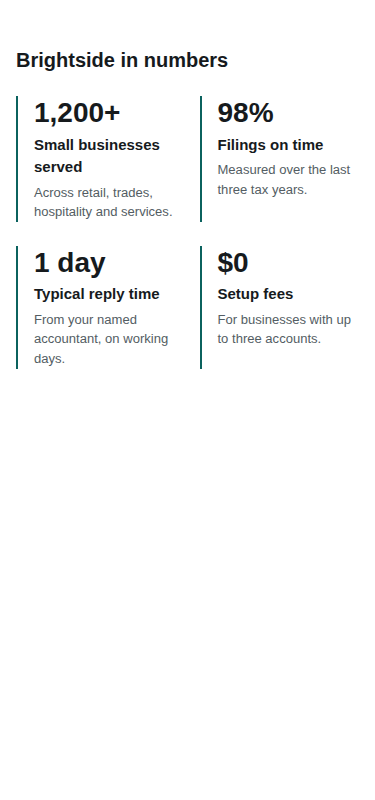 Brightside in numbers
1,200+
Small businesses
served
Across retail, trades,
hospitality and services.
98%
Filings on time
Measured over the last
three tax years.
1 day
Typical reply time
From your named
accountant, on working
days.
$0
Setup fees
For businesses with up
to three accounts.